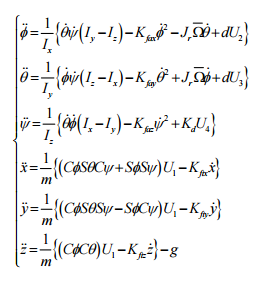 ϕ̈ = 1/I_x {θ̇ψ̇(I_y − I_z) − K_fax ϕ̇² − J_r Ω̄ θ̇ + dU_2}
θ̈ = 1/I_y {ϕ̇ψ̇(I_z − I_x) − K_fay θ̇² + J_r Ω̄ ϕ̇ + dU_3}
ψ̈ = 1/I_z {θ̇ϕ̇(I_x − I_y) − K_faz ψ̇² + K_d U_4}
ẍ = 1/m {(CϕSθCψ + SϕSψ)U_1 − K_ftx ẋ}
ÿ = 1/m {(CϕSθSψ − SϕCψ)U_1 − K_fty ẏ}
z̈ = 1/m {(CϕCθ)U_1 − K_ftz ż} − g